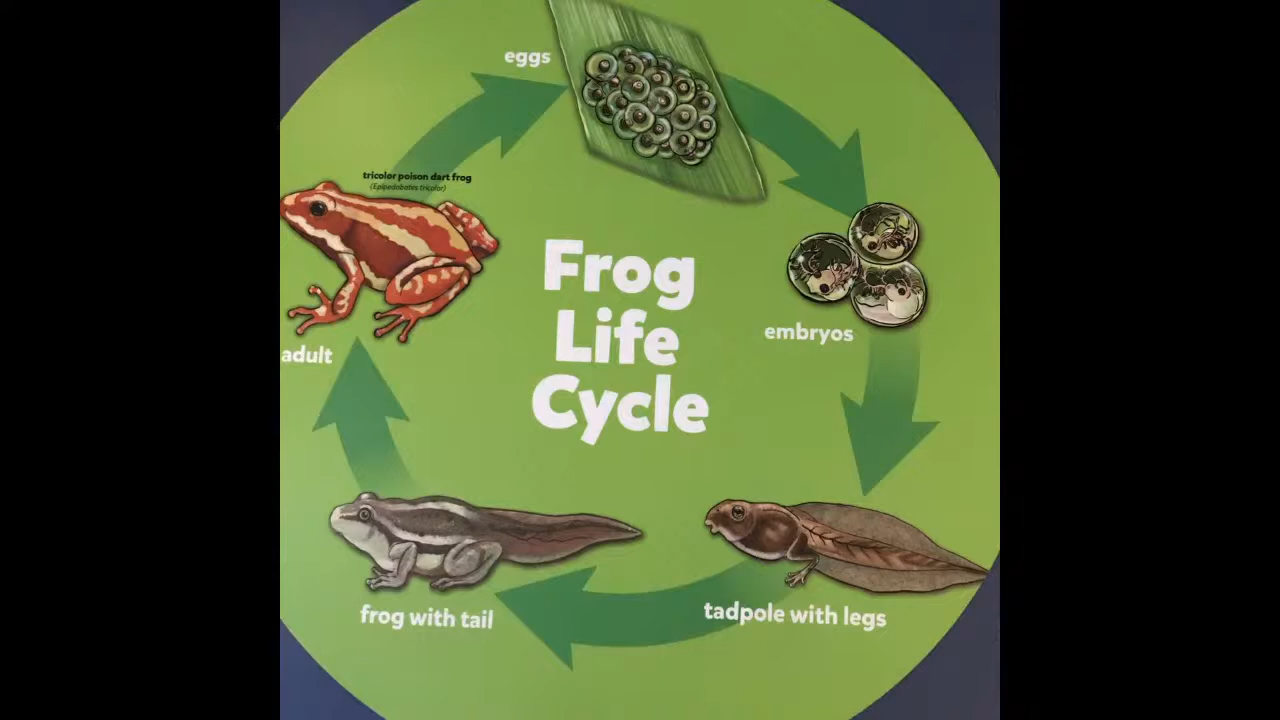 eggs
tricolor poison dart frog
(Epipedobates tricolor)
Frog
Life
Cycle
embryos
adult
frog with tail
tadpole with legs